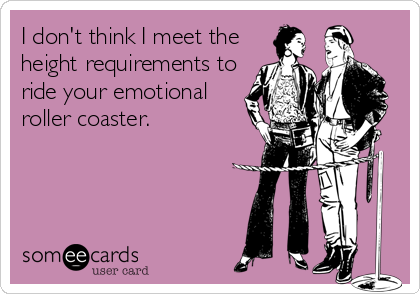 I don't think I meet the
height requirements to
ride your emotional
roller coaster.
someecards
user card